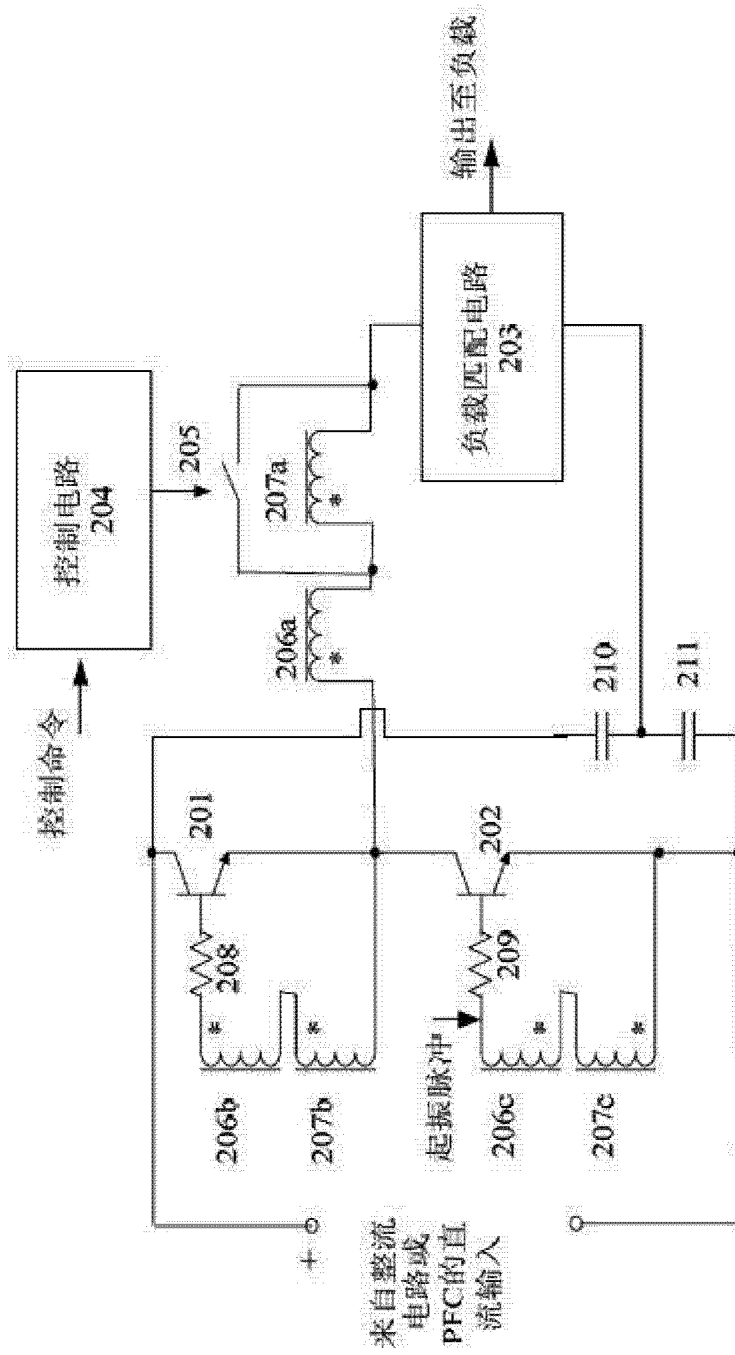 控制命令
控制电路
204
205
206a
207a
*
*
负载匹配电路
203
输出至负载
201
208
*
*
206b
207b
210
211
202
209
起振脉冲
*
*
206c
207c
+
来自整流
电路或
PFC的直
流输入